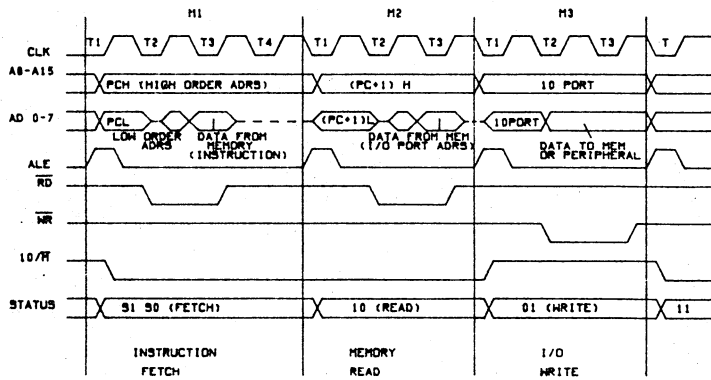 M1 M2 M3
CLK T1 T2 T3 T4 T1 T2 T3 T1 T2 T3 T
A8-A15 PCH (HIGH ORDER ADRS) (PC+1) H 10 PORT
AD 0-7 PCL (PC+1)L 10PORT
LOW ORDER ADRS
DATA FROM MEMORY (INSTRUCTION)
DATA FROM MEM (I/O PORT ADRS)
DATA TO MEM OR PERIPHERAL
ALE
RD
WR
10/M
STATUS S1 S0 (FETCH) 10 (READ) 01 (WRITE) 11
INSTRUCTION FETCH
MEMORY READ
I/O WRITE